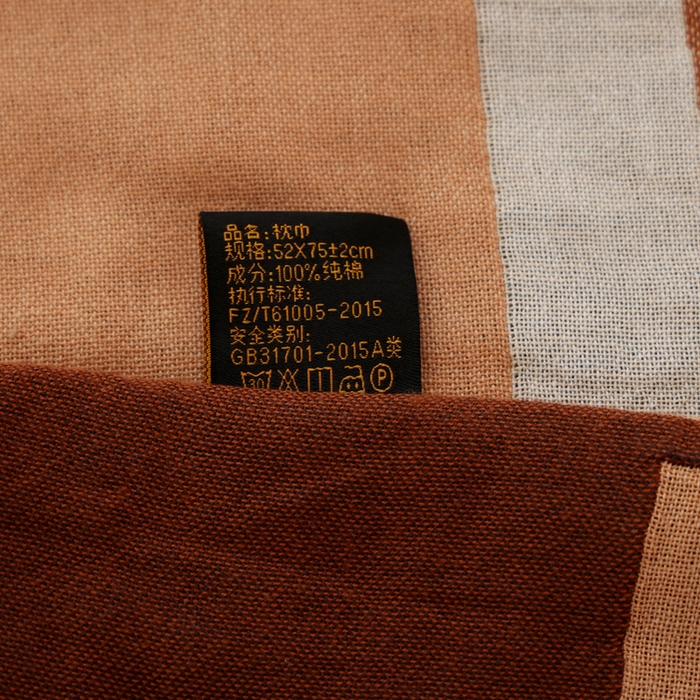 品名:枕巾
规格:52X75±2cm
成分:100%纯棉
执行标准:
FZ/T61005-2015
安全类别:
GB31701-2015A类